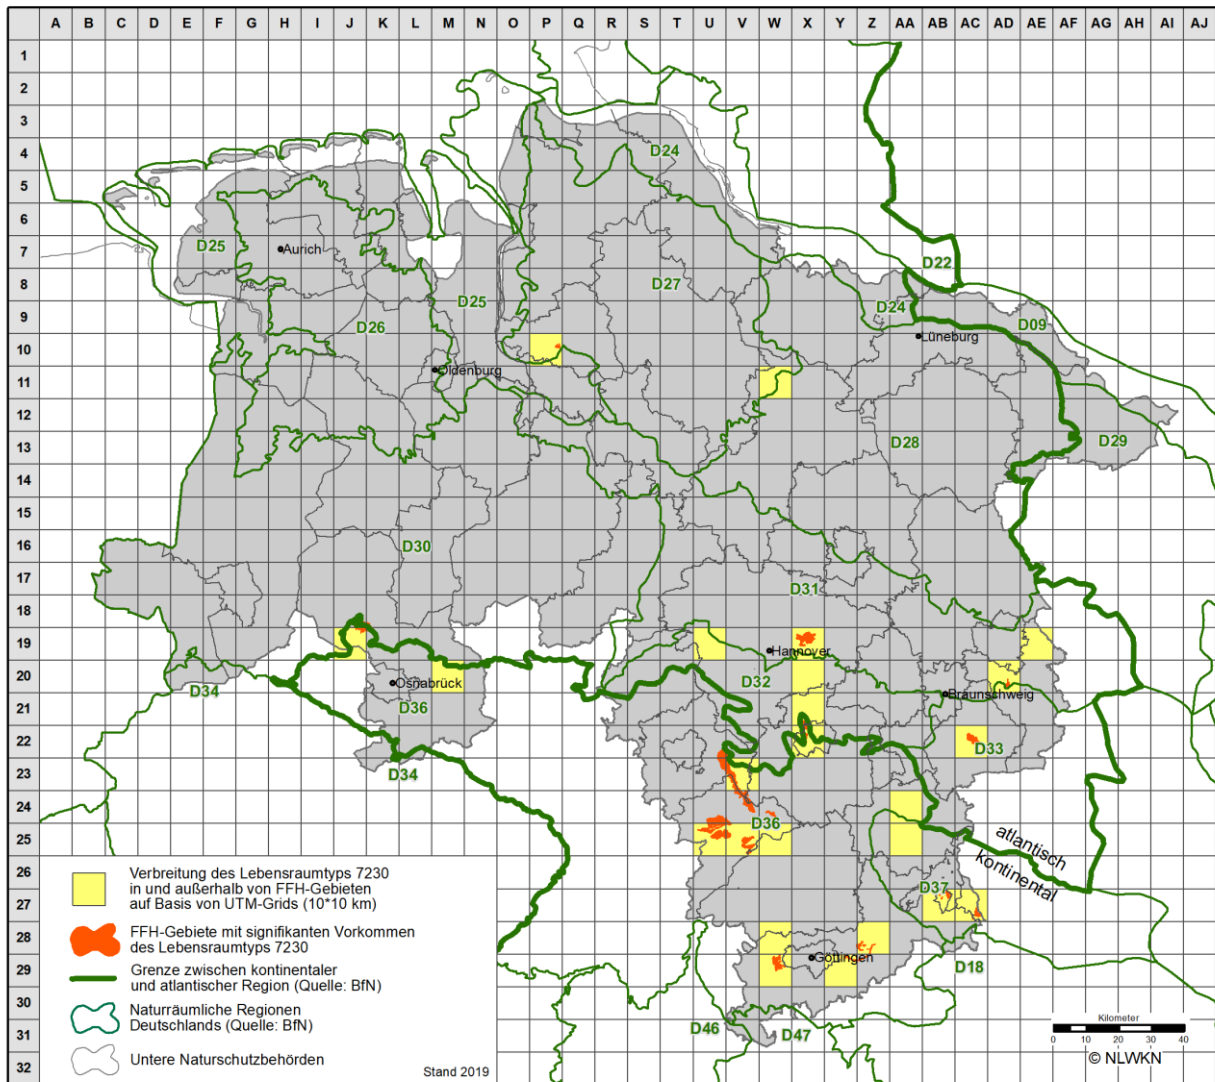 A B C D E F G H I J K L M N O P Q R S T U V W X Y Z AA AB AC AD AE AF AG AH AI AJ
1
2
3
4
D24
5
6
D25
Aurich
7
D22
8
D27
D25
D24
9
D26
D09
Lüneburg
10
Oldenburg
11
12
D28
D29
13
14
15
16
D30
17
D31
18
19
Hannover
20
D34
Osnabrück
D32
Braunschweig
21
D36
22
D33
D34
23
24
D36
25
atlantisch
kontinental
26
D37
27
28
Göttingen
29
D18
30
D46
D47
31
32
Verbreitung des Lebensraumtyps 7230
in und außerhalb von FFH-Gebieten
auf Basis von UTM-Grids (10*10 km)
FFH-Gebiete mit signifikanten Vorkommen
des Lebensraumtyps 7230
Grenze zwischen kontinentaler
und atlantischer Region (Quelle: BfN)
Naturräumliche Regionen
Deutschlands (Quelle: BfN)
Untere Naturschutzbehörden
Stand 2019
Kilometer
0 10 20 30 40
© NLWKN